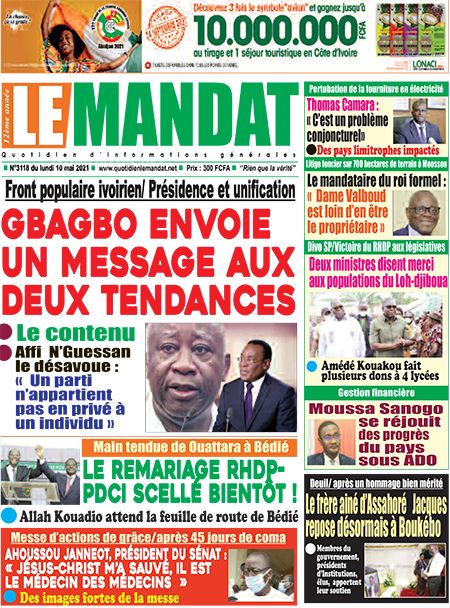 Découvrez 3 fois le symbole "avion" et gagnez jusqu'à
10.000.000 FCFA
au tirage et 1 séjour touristique en Côte d'Ivoire
LONACI
Abidjan 2021
12ème année
LE MANDAT
Quotidien d'informations générales
N°3118 du lundi 10 mai 2021 • www.quotidienlemandat.net • Prix : 300 FCFA • "Rien que la vérité"
Front populaire ivoirien/ Présidence et unification
GBAGBO ENVOIE
UN MESSAGE AUX
DEUX TENDANCES
Le contenu
Affi N'Guessan
le désavoue :
« Un parti
n'appartient
pas en privé à
un individu »
Main tendue de Ouattara à Bédié
LE REMARIAGE RHDP-
PDCI SCELLÉ BIENTÔT !
Allah Kouadio attend la feuille de route de Bédié
Messe d'actions de grâce/après 45 jours de coma
AHOUSSOU JANNEOT, PRÉSIDENT DU SÉNAT :
« JÉSUS-CHRIST M'A SAUVÉ, IL EST
LE MÉDECIN DES MÉDECINS »
Des images fortes de la messe
Pertubation de la fourniture en électricité
Thomas Camara :
« C'est un problème
conjoncturel»
Des pays limitrophes impactés
Litige foncier sur 700 hectares de terrain à Moossou
Le mandataire du roi formel :
« Dame Valboud
est loin d'en être
le propriétaire »
Divo SP/Victoire du RHDP aux législatives
Deux ministres disent merci
aux populations du Loh-djiboua
Amédé Kouakou fait
plusieurs dons à 4 lycées
Gestion financière
Moussa Sanogo
se réjouit
des progrès
du pays
sous ADO
Deuil/ après un hommage bien mérité
Le frère ainé d'Assahoré Jacques
repose désormais à Boukébo
Membres du
gouvernement,
présidents
d'Institutions,
élus, apportent
leur soutien